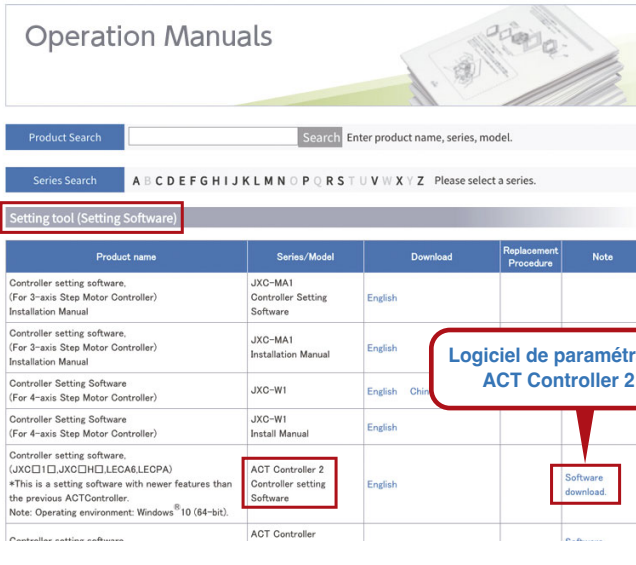 Operation Manuals
Product Search
Search
Enter product name, series, model.
Series Search
A B C D E F G H I J K L M N O P Q R S T U V W X Y Z
Please select a series.
Setting tool (Setting Software)
Product name
Series/Model
Download
Replacement
Procedure
Note
Controller setting software,
(For 3-axis Step Motor Controller)
Installation Manual
JXC-MA1
Controller Setting
Software
English
Controller setting software,
(For 3-axis Step Motor Controller)
Installation Manual
JXC-MA1
Installation Manual
English
Logiciel de paramétr
ACT Controller 2
Controller Setting Software
(For 4-axis Step Motor Controller)
JXC-W1
English Chin
Controller Setting Software
(For 4-axis Step Motor Controller)
JXC-W1
Install Manual
English
Controller setting software,
(JXC□1□,JXC□H□,LECA6,LECPA)
*This is a setting software with newer features than
the previous ACTController.
Note: Operating environment: Windows®10 (64-bit).
ACT Controller 2
Controller setting
Software
English
Software
download.
Controller setting software
ACT Controller
Software